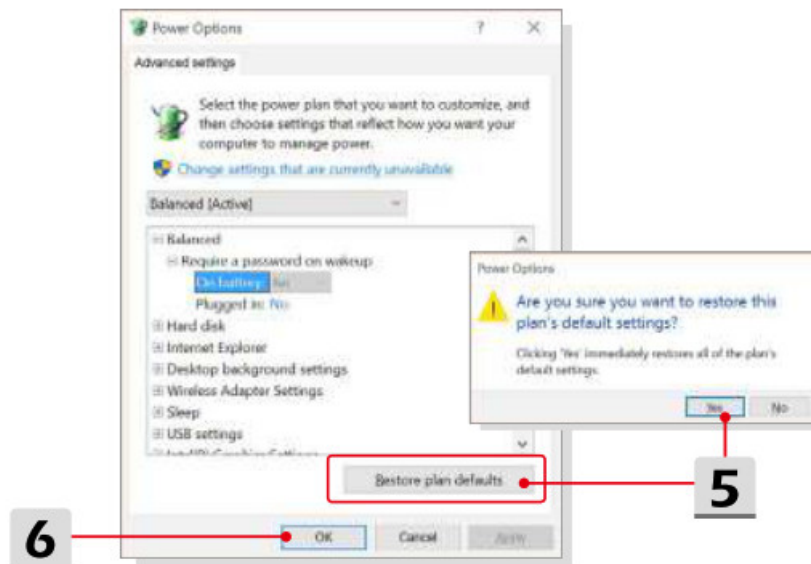 Power Options
Advanced settings
Select the power plan that you want to customize, and
then choose settings that reflect how you want your
computer to manage power.
Change settings that are currently unavailable
Balanced [Active]
Balanced
Require a password on wakeup
On battery: No
Plugged in: No
Hard disk
Internet Explorer
Desktop background settings
Wireless Adapter Settings
Sleep
USB settings
Restore plan defaults
OK
Cancel
Apply
Power Options
Are you sure you want to restore this
plan's default settings?
Clicking 'Yes' immediately restores all of the plan's
default settings.
Yes
No
5
6